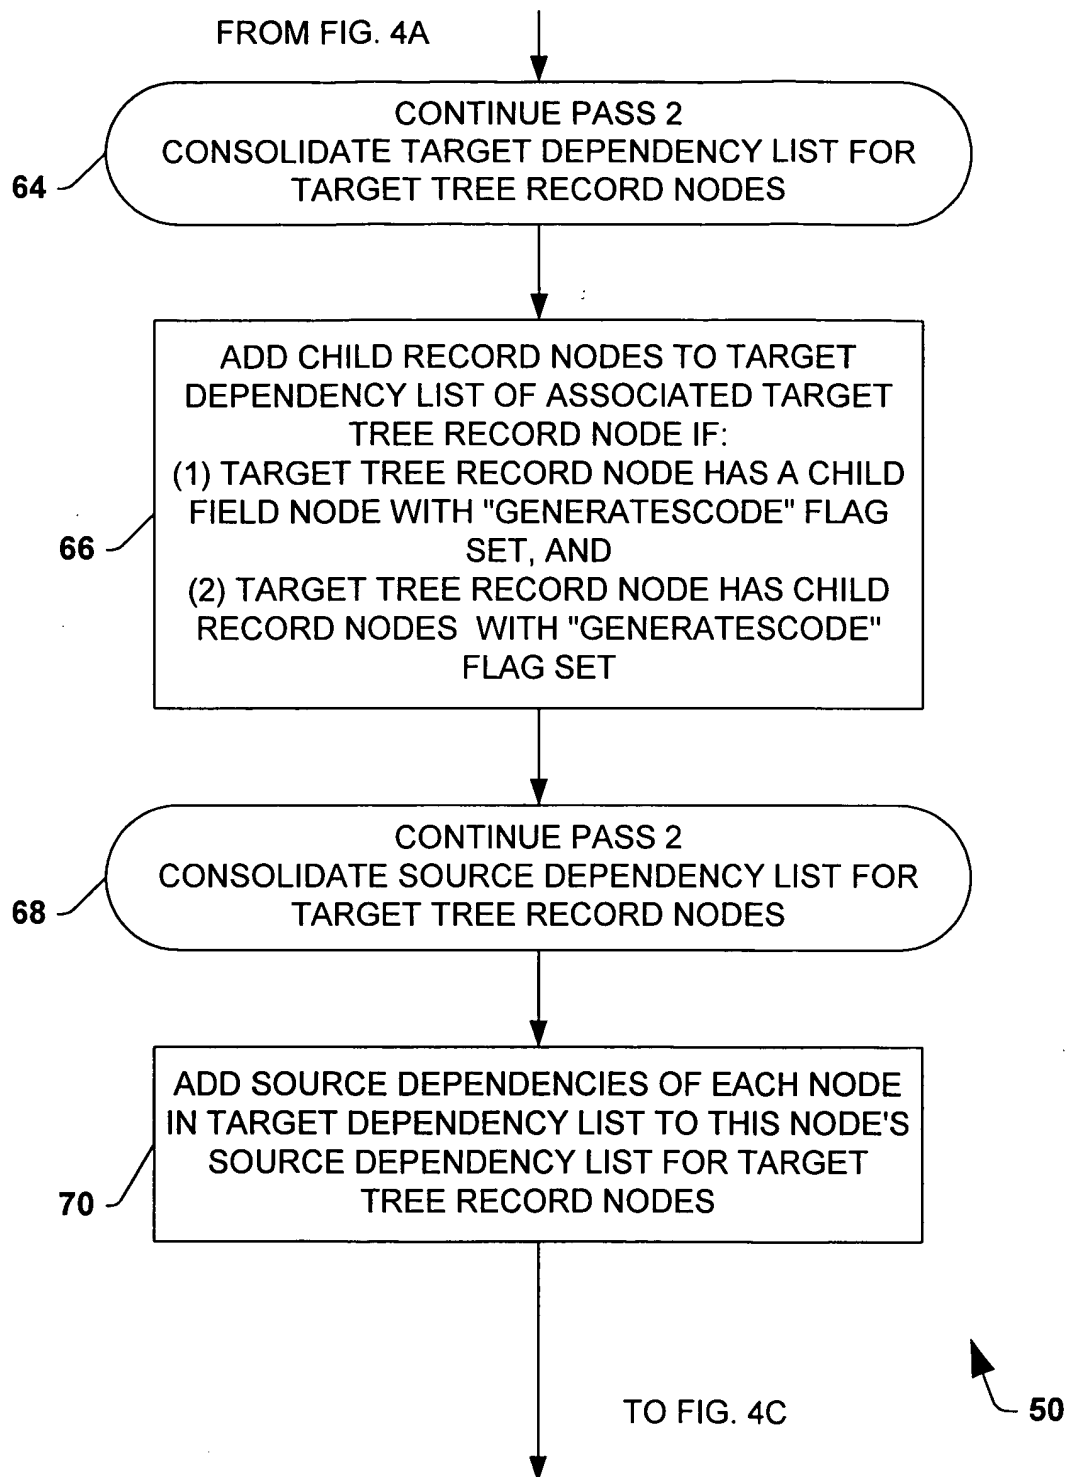 FROM FIG. 4A
CONTINUE PASS 2
CONSOLIDATE TARGET DEPENDENCY LIST FOR
TARGET TREE RECORD NODES
64
ADD CHILD RECORD NODES TO TARGET
DEPENDENCY LIST OF ASSOCIATED TARGET
TREE RECORD NODE IF:
(1) TARGET TREE RECORD NODE HAS A CHILD
FIELD NODE WITH "GENERATESCODE" FLAG
SET, AND
(2) TARGET TREE RECORD NODE HAS CHILD
RECORD NODES WITH "GENERATESCODE"
FLAG SET
66
CONTINUE PASS 2
CONSOLIDATE SOURCE DEPENDENCY LIST FOR
TARGET TREE RECORD NODES
68
ADD SOURCE DEPENDENCIES OF EACH NODE
IN TARGET DEPENDENCY LIST TO THIS NODE'S
SOURCE DEPENDENCY LIST FOR TARGET
TREE RECORD NODES
70
TO FIG. 4C
50